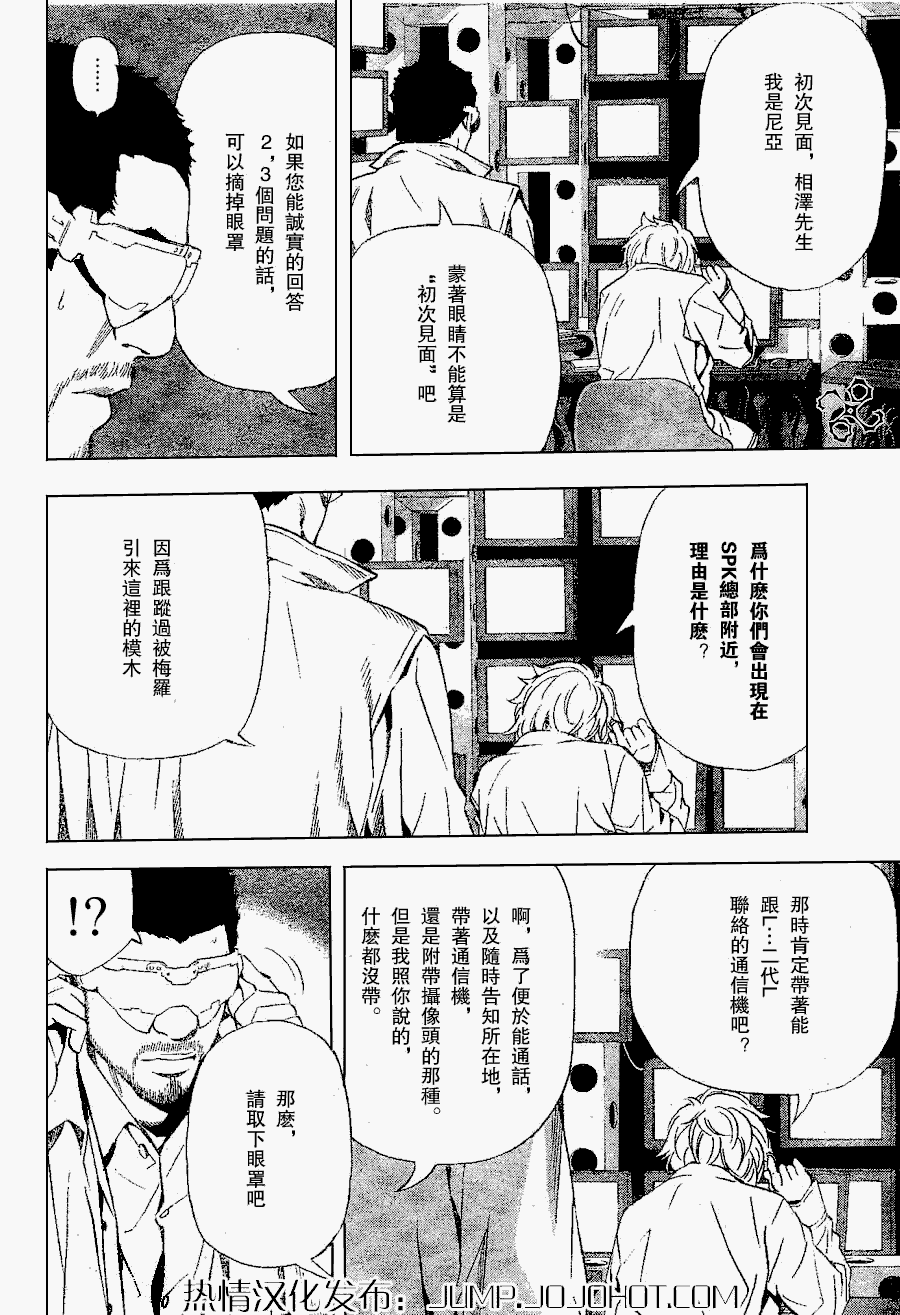 初次見面，相澤先生
我是尼亞
蒙著眼睛不能算是
“初次見面”吧
如果您能誠實的回答
2,3個問題的話，
可以摘掉眼罩
……
爲什麽你們會出現在
SPK總部附近，
理由是什麽？
因爲跟蹤過被梅羅
引來這裡的模木
那時肯定帶著能
跟L…二代L
聯絡的通信機吧？
啊，爲了便於能通話，
以及隨時告知所在地，
帶著通信機，
還是附帶攝像頭的那種。
但是我照你說的，
什麽都沒帶。
那麽，
請取下眼罩吧
!?
热情汉化发布：JUMP.JOJOHOT.COM